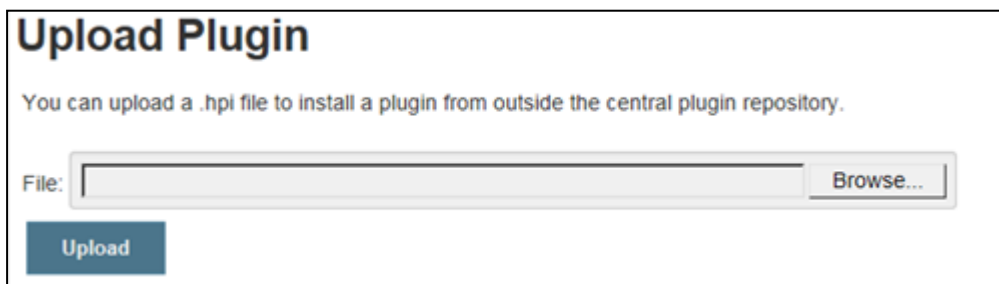 Upload Plugin
You can upload a .hpi file to install a plugin from outside the central plugin repository.
File: Browse...
Upload